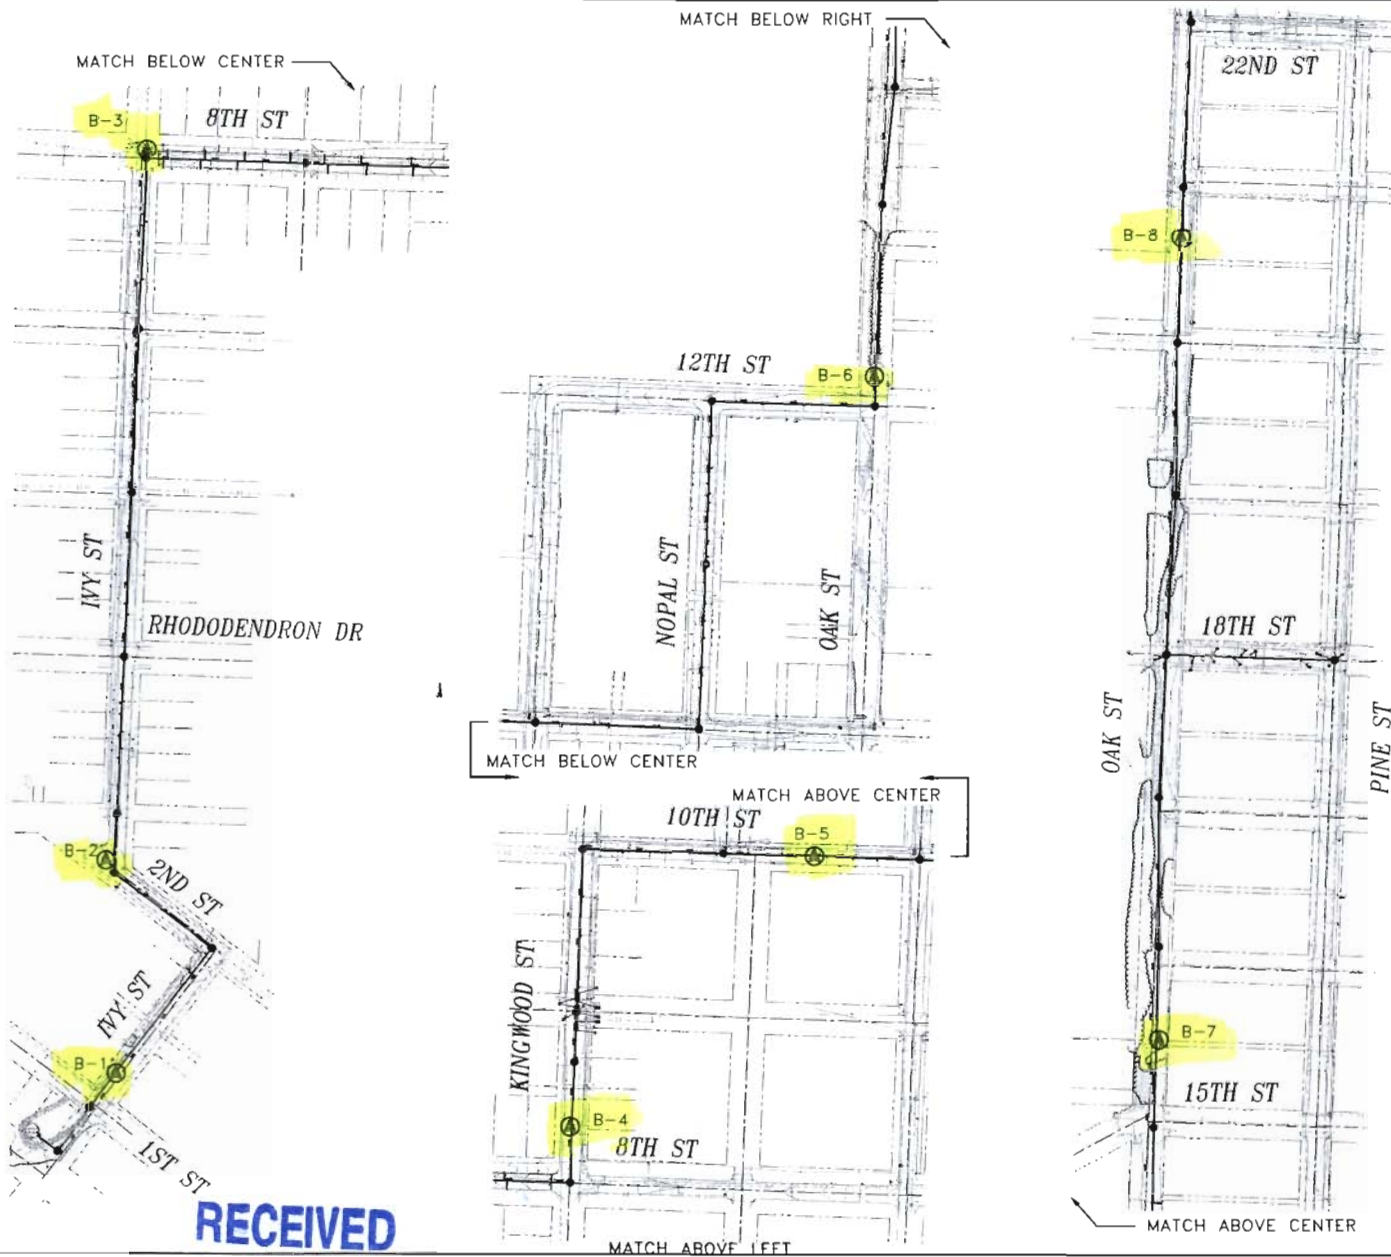 MATCH BELOW CENTER
B-3
8TH ST
IVY ST
RHODODENDRON DR
B-2
2ND ST
IVY ST
B-1
1ST ST
RECEIVED
MATCH BELOW RIGHT
12TH ST
B-6
NOPAL ST
OAK ST
MATCH BELOW CENTER
MATCH ABOVE CENTER
10TH ST
B-5
KINGWOOD ST
B-4
8TH ST
MATCH ABOVE LEFT
22ND ST
B-8
18TH ST
OAK ST
PINE ST
B-7
15TH ST
MATCH ABOVE CENTER